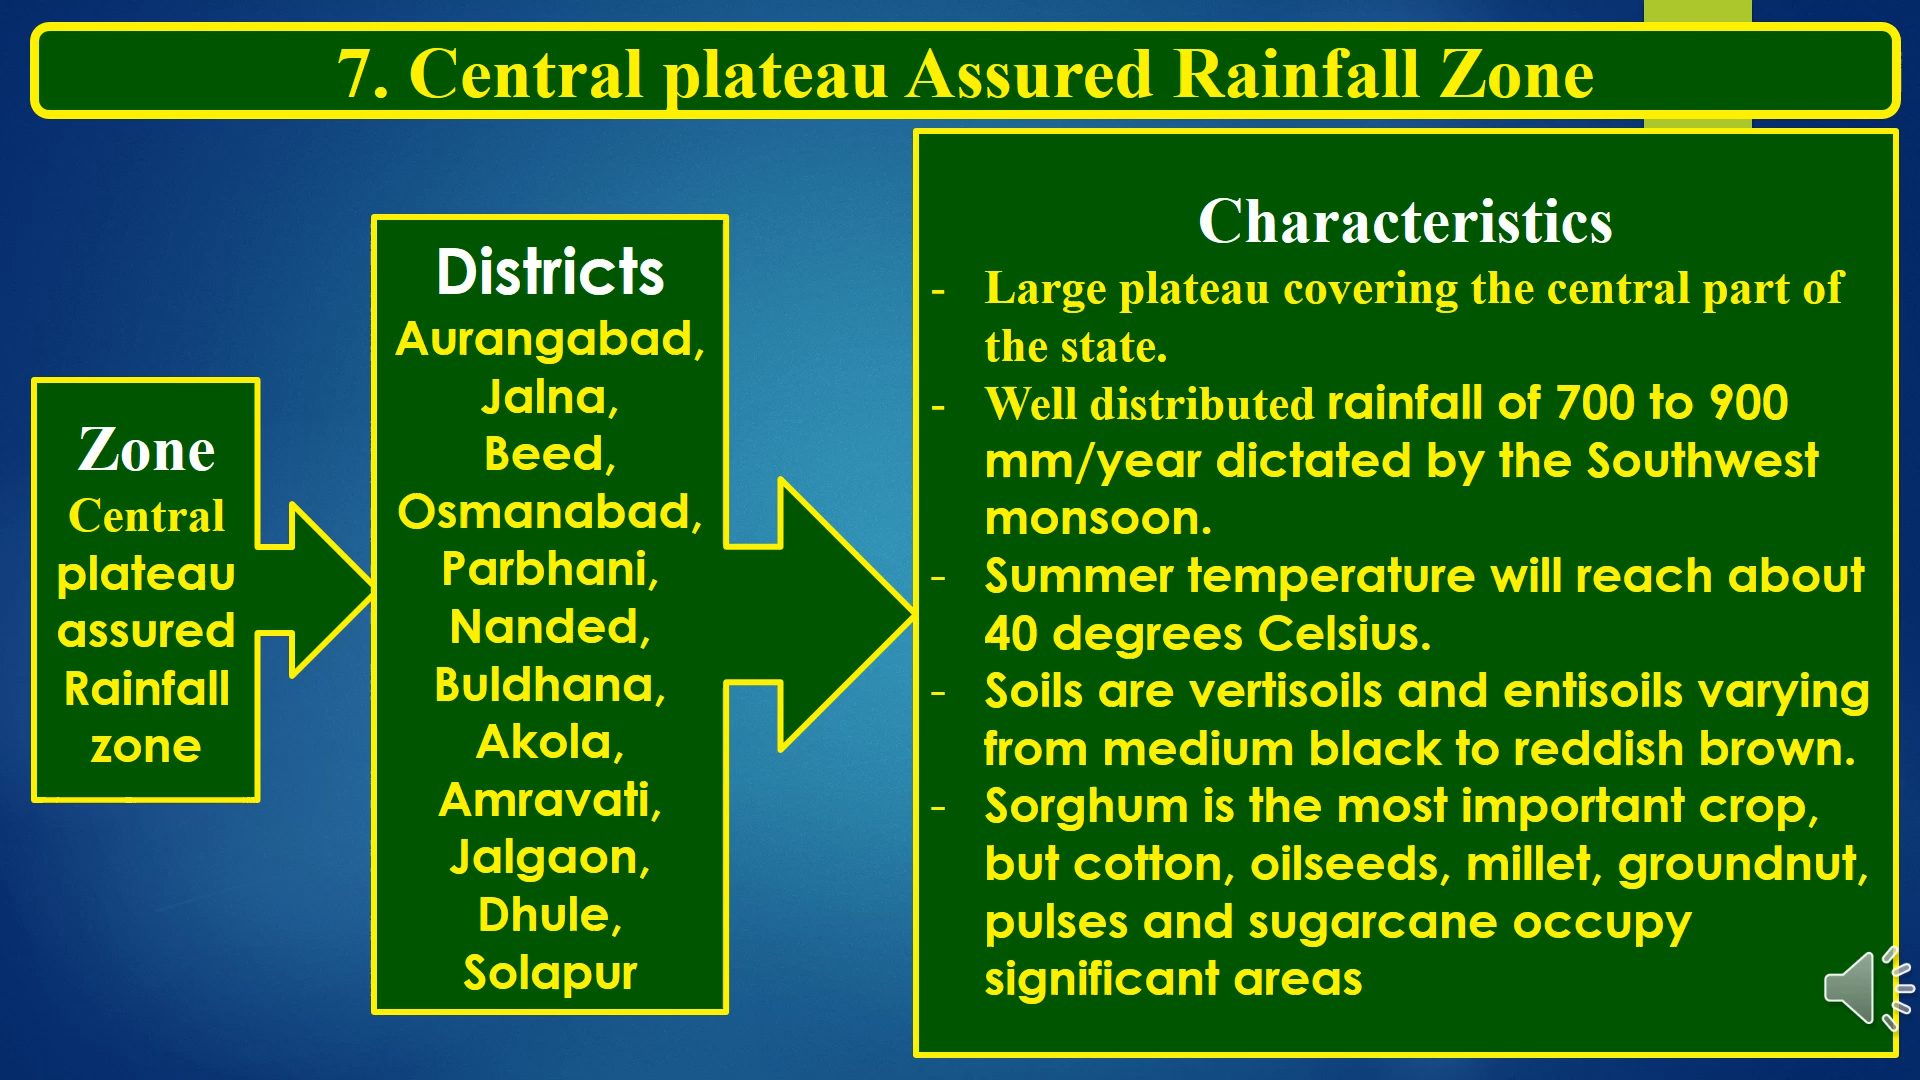 7. Central plateau Assured Rainfall Zone
Zone
Central
plateau
assured
Rainfall
zone
Districts
Aurangabad,
Jalna,
Beed,
Osmanabad,
Parbhani,
Nanded,
Buldhana,
Akola,
Amravati,
Jalgaon,
Dhule,
Solapur
Characteristics
- Large plateau covering the central part of
the state.
- Well distributed rainfall of 700 to 900
mm/year dictated by the Southwest
monsoon.
- Summer temperature will reach about
40 degrees Celsius.
- Soils are vertisoils and entisoils varying
from medium black to reddish brown.
- Sorghum is the most important crop,
but cotton, oilseeds, millet, groundnut,
pulses and sugarcane occupy
significant areas